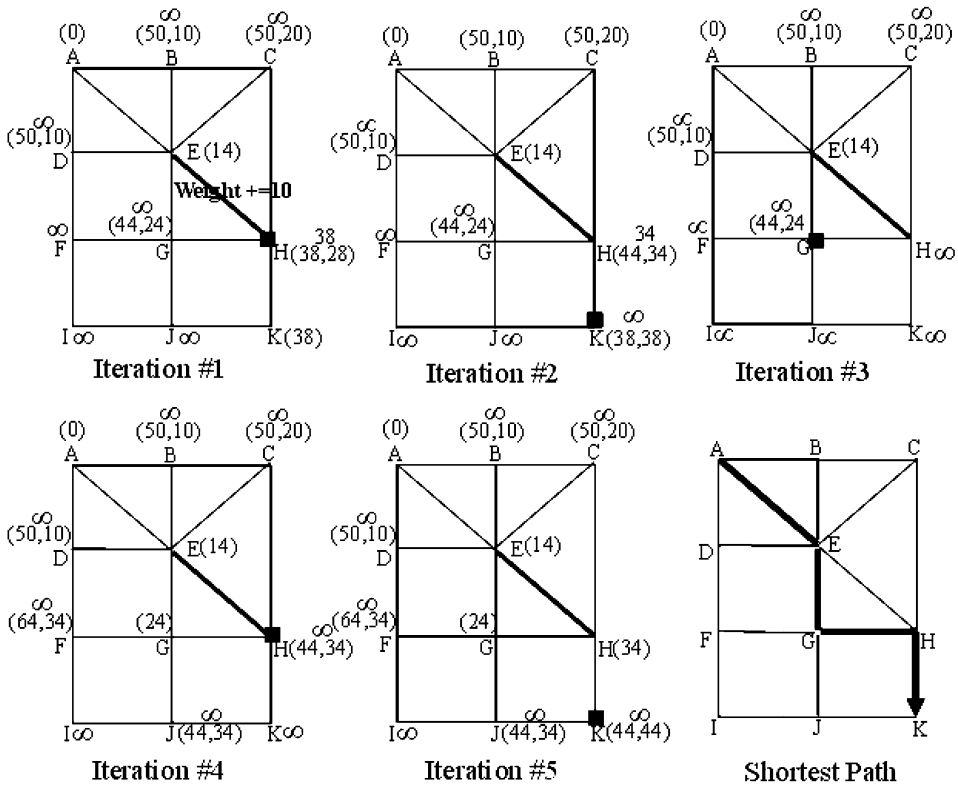 ∞ ∞
(0) (50,10) (50,20)
A B C
∞
(50,10)
D E(14)
Weight +=10
∞ ∞ 38
(44,24)
F G H(38,28)
I∞ J∞ K(38)
Iteration #1
(0) (50,10) (50,20)
A B C
∞
(50,10)
D E(14)
∞ ∞ 34
(44,24)
F G H(44,34)
∞
I∞ J∞ K(38,38)
Iteration #2
∞ ∞
(0) (50,10) (50,20)
A B C
∞
(50,10)
D E(14)
∞ ∞
(44,24
F G H∞
I∞ J∞ K∞
Iteration #3
∞ ∞
(0) (50,10) (50,20)
A B C
∞
(50,10)
D E(14)
∞ ∞
(64,34) (24)
F G H(44,34)
∞
I∞ J(44,34) K∞
Iteration #4
∞ ∞
(0) (50,10) (50,20)
A B C
∞
(50,10)
D E(14)
∞
(64,34) (24)
F G H(34)
∞ ∞
I∞ J(44,34) K(44,44)
Iteration #5
A B C
D E
F G H
I J K
Shortest Path